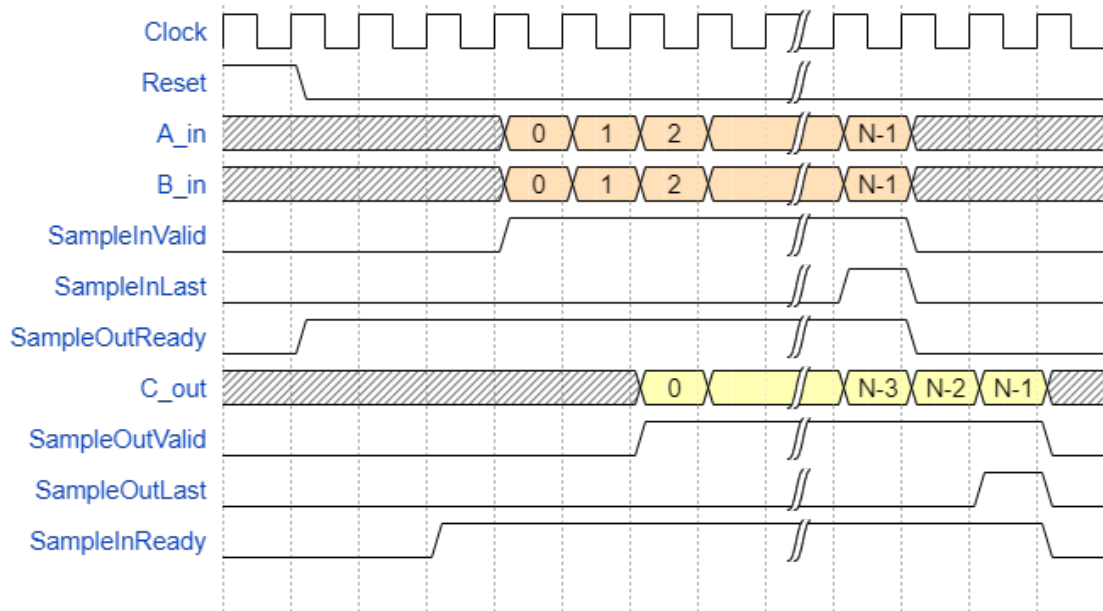 Clock
Reset
A_in 0 1 2 N-1
B_in 0 1 2 N-1
SampleInValid
SampleInLast
SampleOutReady
C_out 0 N-3 N-2 N-1
SampleOutValid
SampleOutLast
SampleInReady